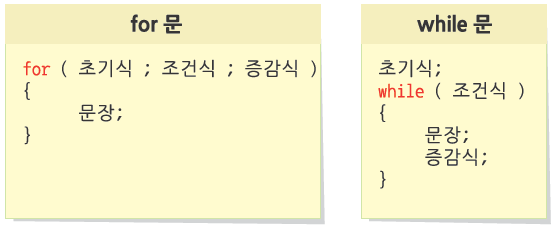 for 문
for ( 초기식 ; 조건식 ; 증감식 )
{
문장;
}
while 문
초기식;
while ( 조건식 )
{
문장;
증감식;
}